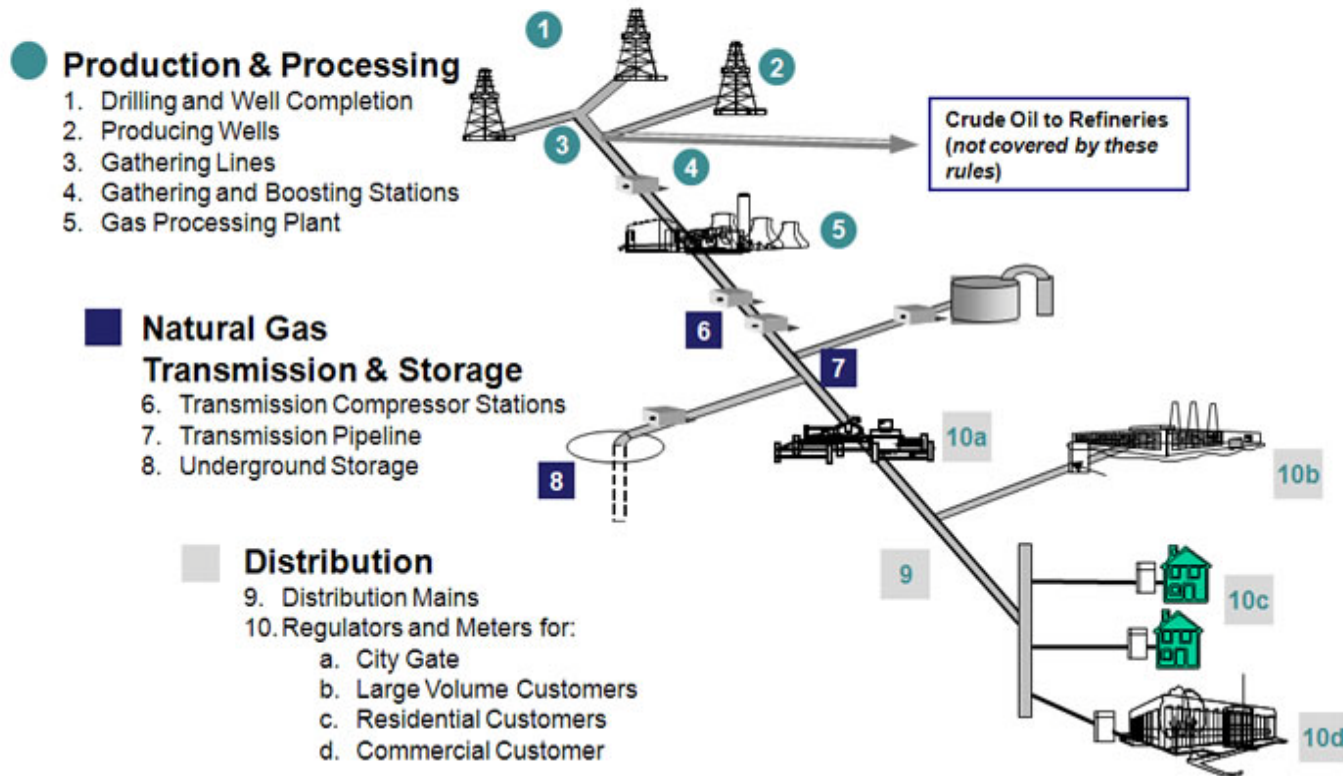 Production & Processing
1. Drilling and Well Completion
2. Producing Wells
3. Gathering Lines
4. Gathering and Boosting Stations
5. Gas Processing Plant
Natural Gas
Transmission & Storage
6. Transmission Compressor Stations
7. Transmission Pipeline
8. Underground Storage
Distribution
9. Distribution Mains
10. Regulators and Meters for:
a. City Gate
b. Large Volume Customers
c. Residential Customers
d. Commercial Customer
1
2
3
4
Crude Oil to Refineries
(not covered by these
rules)
5
6
7
8
10a
10b
9
10c
10d